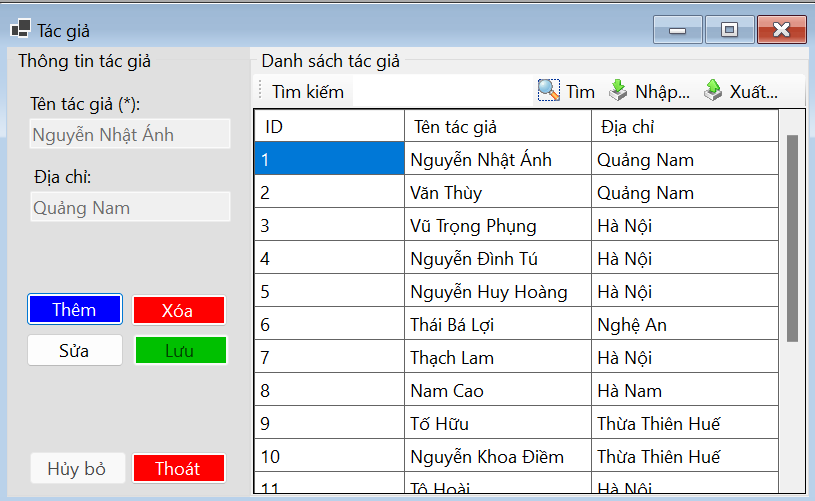 Tác giả
Thông tin tác giả
Tên tác giả (*):
Nguyễn Nhật Ánh
Địa chỉ:
Quảng Nam
Thêm Xóa
Sửa Lưu
Hủy bỏ Thoát
Danh sách tác giả
Tìm kiếm Tìm Nhập... Xuất...
ID Tên tác giả Địa chỉ
1 Nguyễn Nhật Ánh Quảng Nam
2 Văn Thùy Quảng Nam
3 Vũ Trọng Phụng Hà Nội
4 Nguyễn Đình Tú Hà Nội
5 Nguyễn Huy Hoàng Hà Nội
6 Thái Bá Lợi Nghệ An
7 Thạch Lam Hà Nội
8 Nam Cao Hà Nam
9 Tố Hữu Thừa Thiên Huế
10 Nguyễn Khoa Điềm Thừa Thiên Huế
11 Tô Hoài Hà Nội